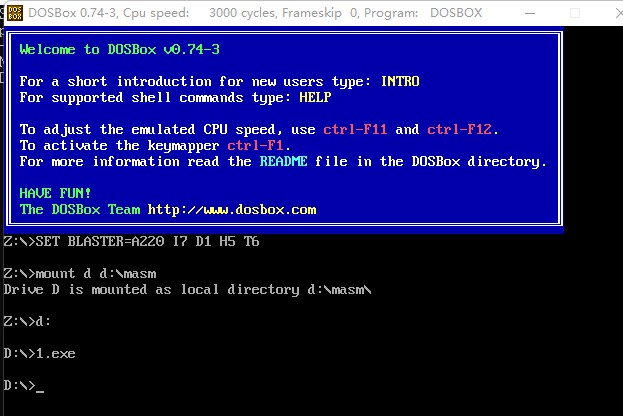 DOSBox 0.74-3, Cpu speed:    3000 cycles, Frameskip  0, Program:   DOSBOX
Welcome to DOSBox v0.74-3
For a short introduction for new users type: INTRO
For supported shell commands type: HELP
To adjust the emulated CPU speed, use ctrl-F11 and ctrl-F12.
To activate the keymapper ctrl-F1.
For more information read the README file in the DOSBox directory.
HAVE FUN!
The DOSBox Team http://www.dosbox.com
Z:\>SET BLASTER=A220 I7 D1 H5 T6
Z:\>mount d d:\masm
Drive D is mounted as local directory d:\masm\
Z:\>d:
D:\>1.exe
D:\>_